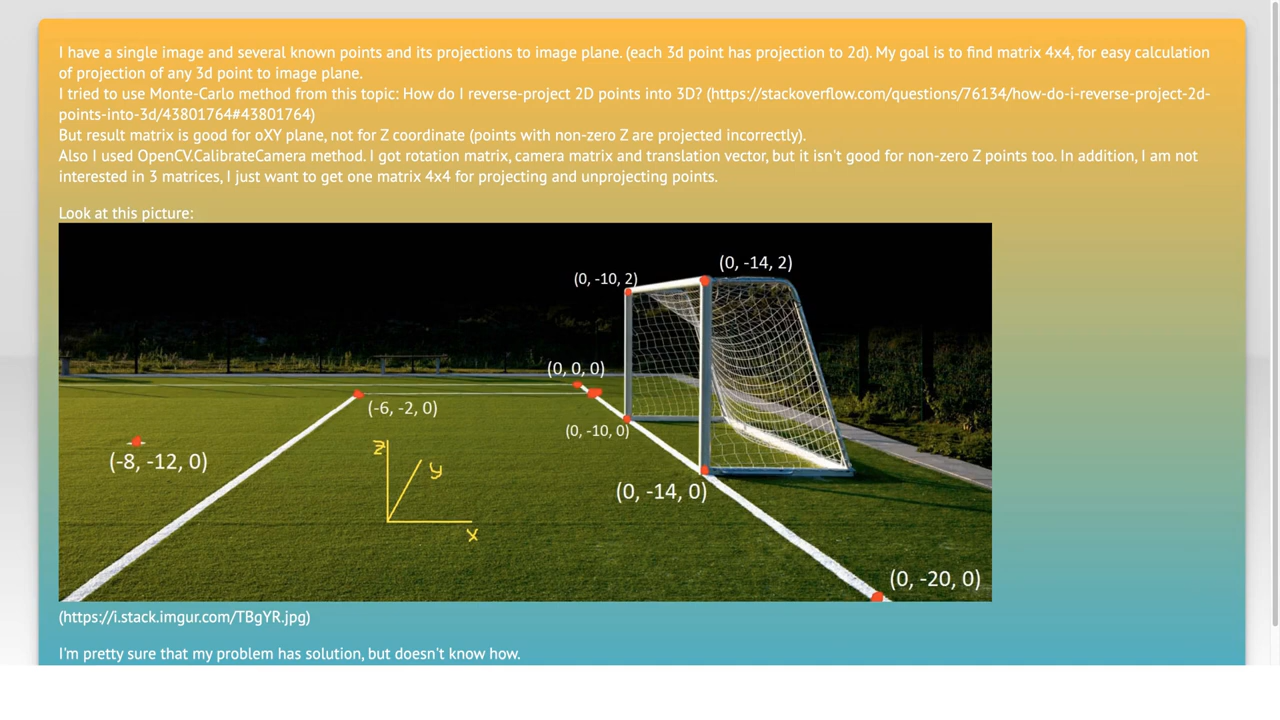 I have a single image and several known points and its projections to image plane. (each 3d point has projection to 2d). My goal is to find matrix 4x4, for easy calculation
of projection of any 3d point to image plane.
I tried to use Monte-Carlo method from this topic: How do I reverse-project 2D points into 3D? (https://stackoverflow.com/questions/76134/how-do-i-reverse-project-2d-
points-into-3d/43801764#43801764)
But result matrix is good for oXY plane, not for Z coordinate (points with non-zero Z are projected incorrectly).
Also I used OpenCV.CalibrateCamera method. I got rotation matrix, camera matrix and translation vector, but it isn't good for non-zero Z points too. In addition, I am not
interested in 3 matrices, I just want to get one matrix 4x4 for projecting and unprojecting points.
Look at this picture:
(0, -14, 2)
(0, -10, 2)
(0, 0, 0)
(-6, -2, 0)
(0, -10, 0)
(-8, -12, 0)
z
y
x
(0, -14, 0)
(0, -20, 0)
(https://i.stack.imgur.com/TBgYR.jpg)
I'm pretty sure that my problem has solution, but doesn't know how.